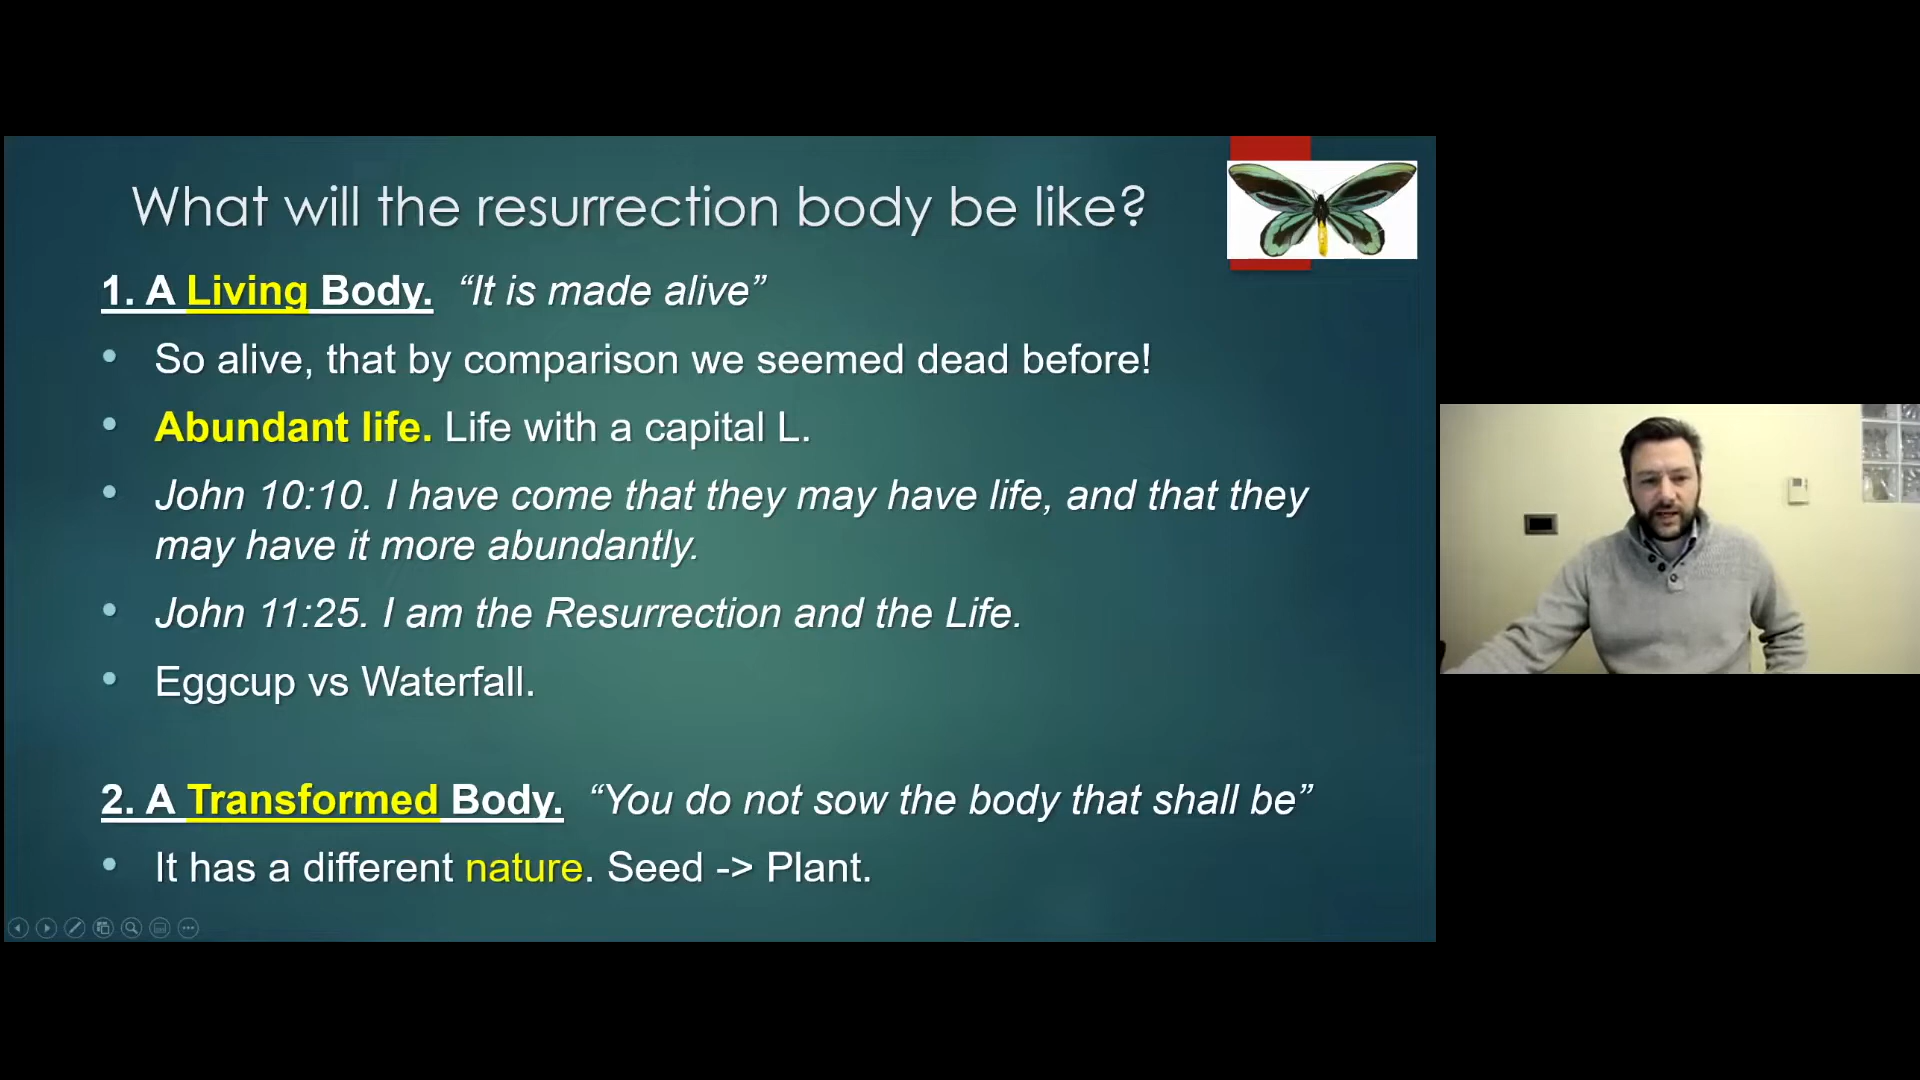 What will the resurrection body be like?
1. A Living Body. “It is made alive”
• So alive, that by comparison we seemed dead before!
• Abundant life. Life with a capital L.
• John 10:10. I have come that they may have life, and that they
may have it more abundantly.
• John 11:25. I am the Resurrection and the Life.
• Eggcup vs Waterfall.
2. A Transformed Body. “You do not sow the body that shall be”
• It has a different nature. Seed -> Plant.